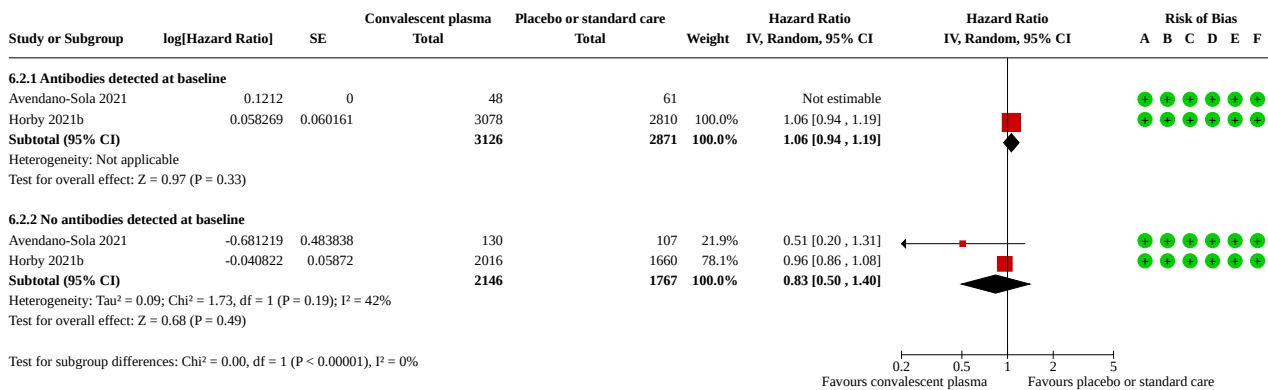 Convalescent plasma Placebo or standard care Hazard Ratio Hazard Ratio Risk of Bias
Study or Subgroup log[Hazard Ratio] SE Total Total Weight IV, Random, 95% CI IV, Random, 95% CI A B C D E F
6.2.1 Antibodies detected at baseline
Avendano-Sola 2021 0.1212 0 48 61 Not estimable + + + + + +
Horby 2021b 0.058269 0.060161 3078 2810 100.0% 1.06 [0.94 , 1.19] + + + + + +
Subtotal (95% CI) 3126 2871 100.0% 1.06 [0.94 , 1.19]
Heterogeneity: Not applicable
Test for overall effect: Z = 0.97 (P = 0.33)
6.2.2 No antibodies detected at baseline
Avendano-Sola 2021 -0.681219 0.483838 130 107 21.9% 0.51 [0.20 , 1.31] + + + + + +
Horby 2021b -0.040822 0.05872 2016 1660 78.1% 0.96 [0.86 , 1.08] + + + + + +
Subtotal (95% CI) 2146 1767 100.0% 0.83 [0.50 , 1.40]
Heterogeneity: Tau² = 0.09; Chi² = 1.73, df = 1 (P = 0.19); I² = 42%
Test for overall effect: Z = 0.68 (P = 0.49)
Test for subgroup differences: Chi² = 0.00, df = 1 (P < 0.00001), I² = 0%
0.2 0.5 1 2 5
Favours convalescent plasma Favours placebo or standard care